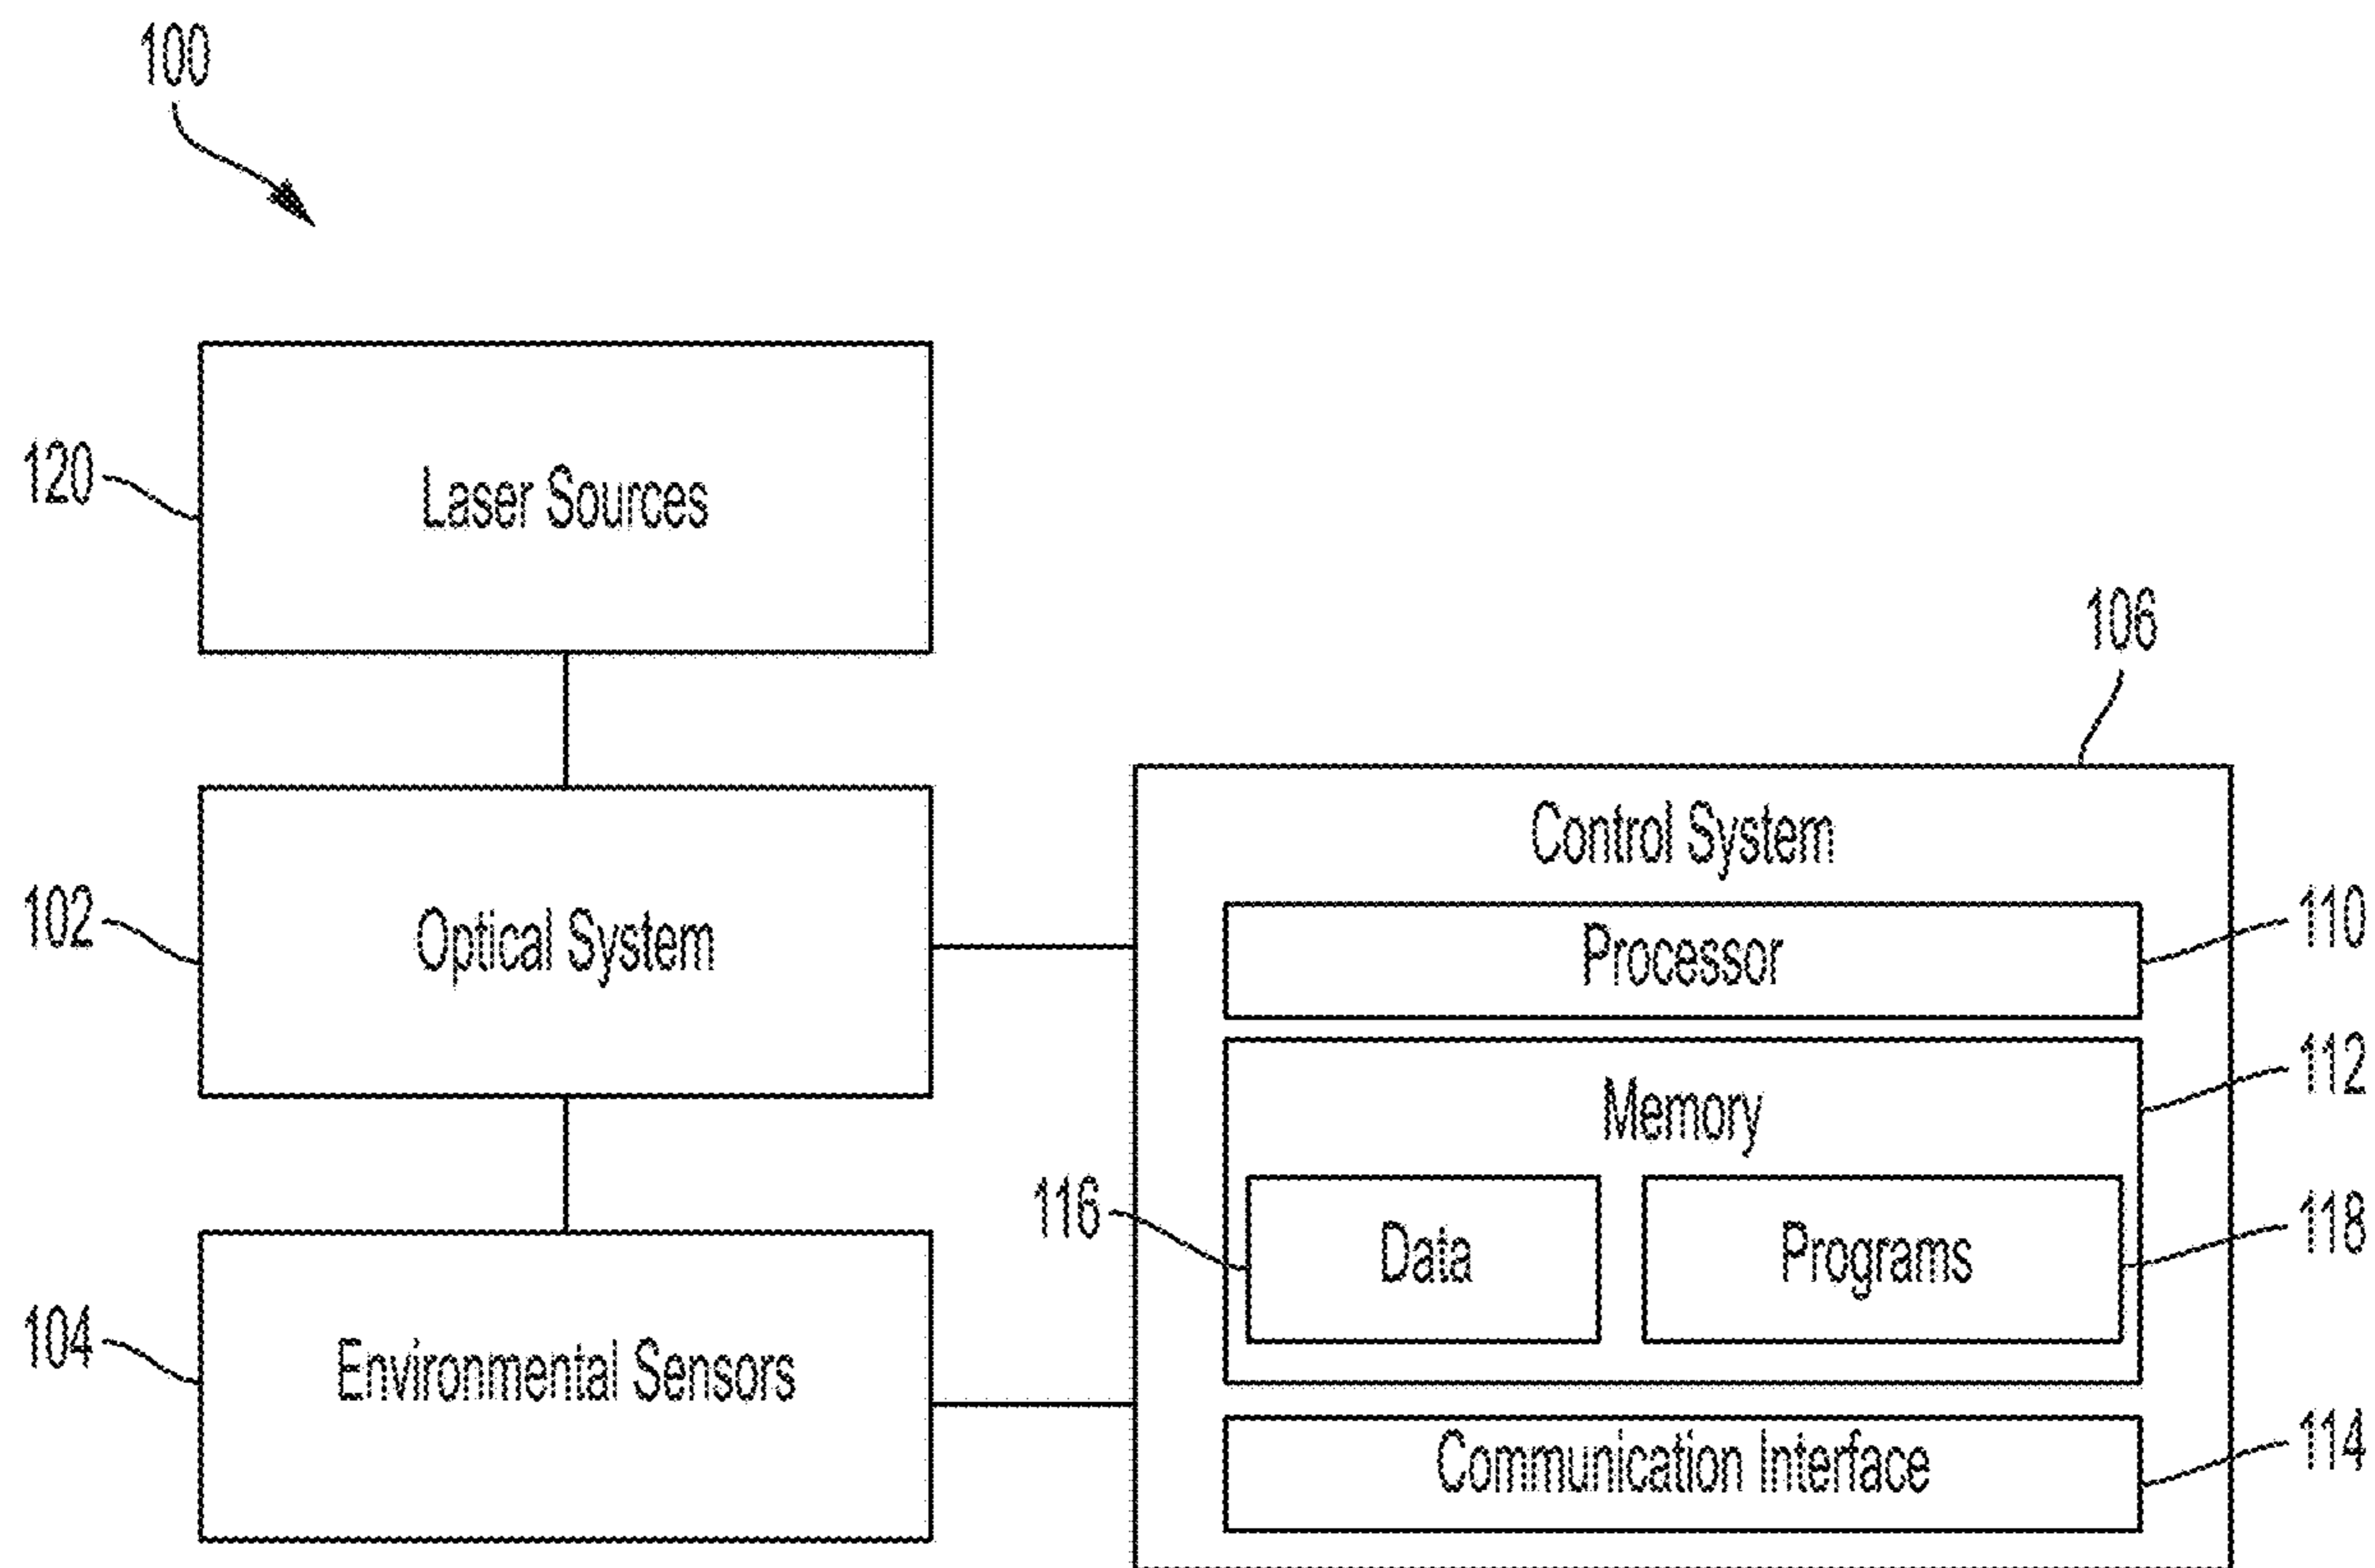 100
120
Laser Sources
106
Control System
102
Optical System
110
Processor
112
Memory
116
Data
Programs
118
104
Environmental Sensors
114
Communication Interface